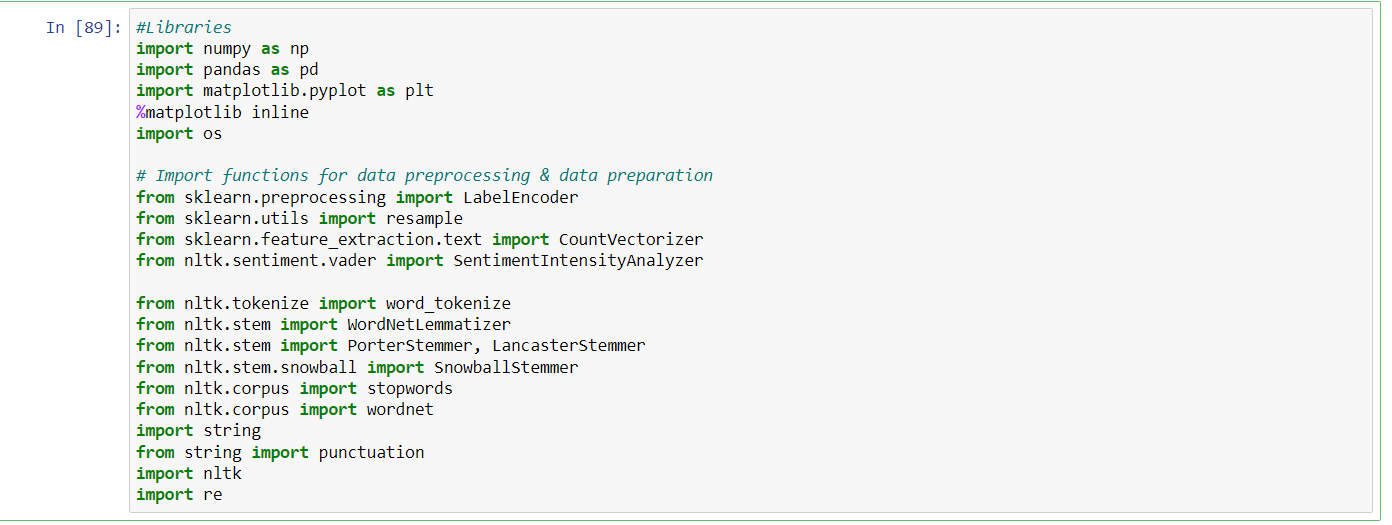 In [89]: #Libraries
import numpy as np
import pandas as pd
import matplotlib.pyplot as plt
%matplotlib inline
import os
# Import functions for data preprocessing & data preparation
from sklearn.preprocessing import LabelEncoder
from sklearn.utils import resample
from sklearn.feature_extraction.text import CountVectorizer
from nltk.sentiment.vader import SentimentIntensityAnalyzer
from nltk.tokenize import word_tokenize
from nltk.stem import WordNetLemmatizer
from nltk.stem import PorterStemmer, LancasterStemmer
from nltk.stem.snowball import SnowballStemmer
from nltk.corpus import stopwords
from nltk.corpus import wordnet
import string
from string import punctuation
import nltk
import re